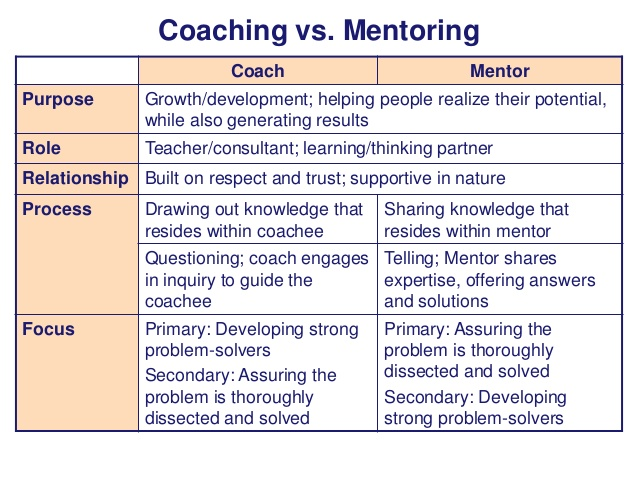 Coaching vs. Mentoring
Coach
Mentor
Purpose
Growth/development; helping people realize their potential,
while also generating results
Role
Teacher/consultant; learning/thinking partner
Relationship
Built on respect and trust; supportive in nature
Process
Drawing out knowledge that
resides within coachee
Sharing knowledge that
resides within mentor
Questioning; coach engages
in inquiry to guide the
coachee
Telling; Mentor shares
expertise, offering answers
and solutions
Focus
Primary: Developing strong
problem-solvers
Secondary: Assuring the
problem is thoroughly
dissected and solved
Primary: Assuring the
problem is thoroughly
dissected and solved
Secondary: Developing
strong problem-solvers